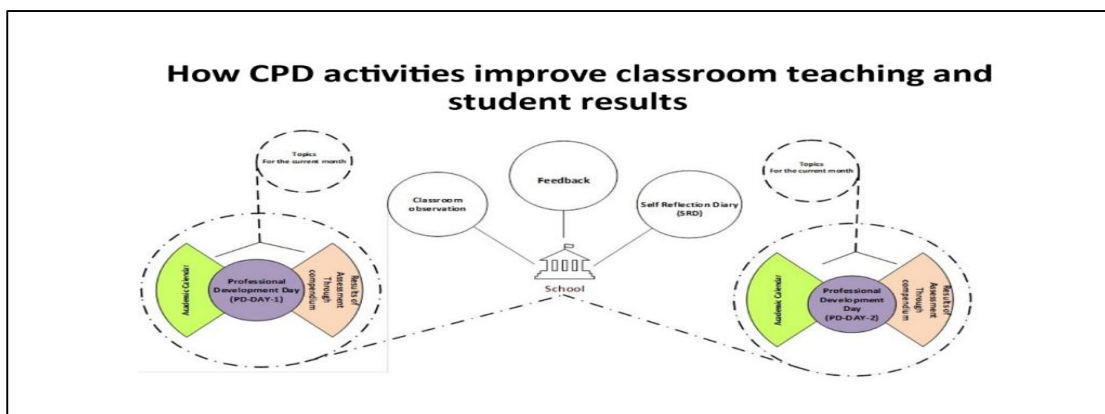 How CPD activities improve classroom teaching and
student results
Topics
For the current month
Classroom
observation
Feedback
Self Reflection Diary
(SRD)
Topics
For the current month
Academic Calendar
Professional
Development Day
(PD-DAY-1)
Results of
Assessment
Through
compendium
School
Academic Calendar
Professional
Development
Day
(PD-DAY-2)
Results of
Assessment
Through
compendium